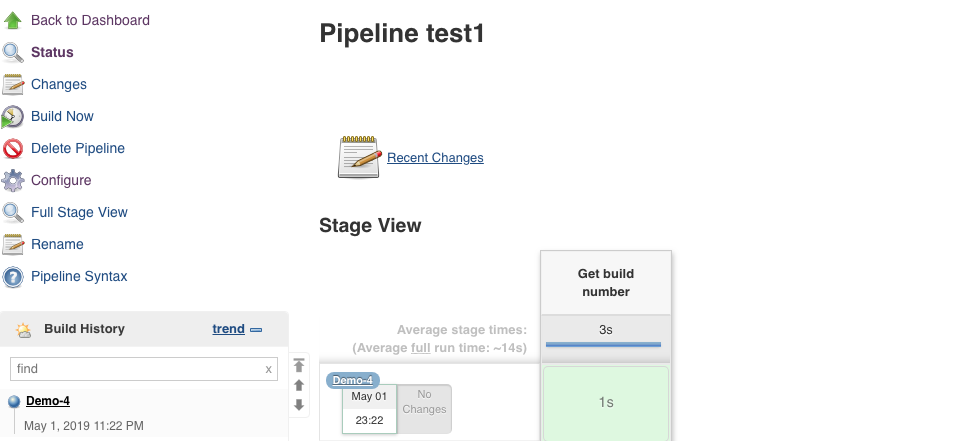 Back to Dashboard
Status
Changes
Build Now
Delete Pipeline
Configure
Full Stage View
Rename
Pipeline Syntax
Build History
trend
find
x
Demo-4
May 1, 2019 11:22 PM
Pipeline test1
Recent Changes
Stage View
Get build
number
Average stage times:
(Average full run time: ~14s)
3s
Demo-4
May 01
23:22
No
Changes
1s